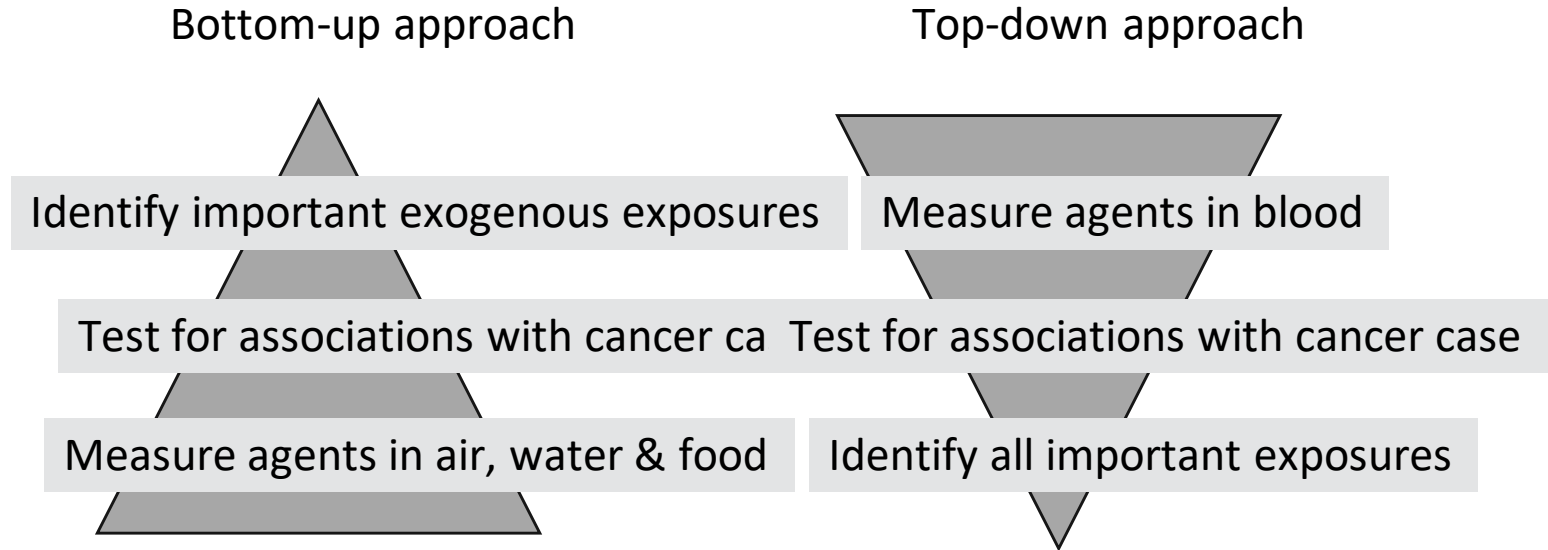 Bottom-up approach
Top-down approach
Identify important exogenous exposures
Measure agents in blood
Test for associations with cancer ca
Test for associations with cancer case
Measure agents in air, water & food
Identify all important exposures